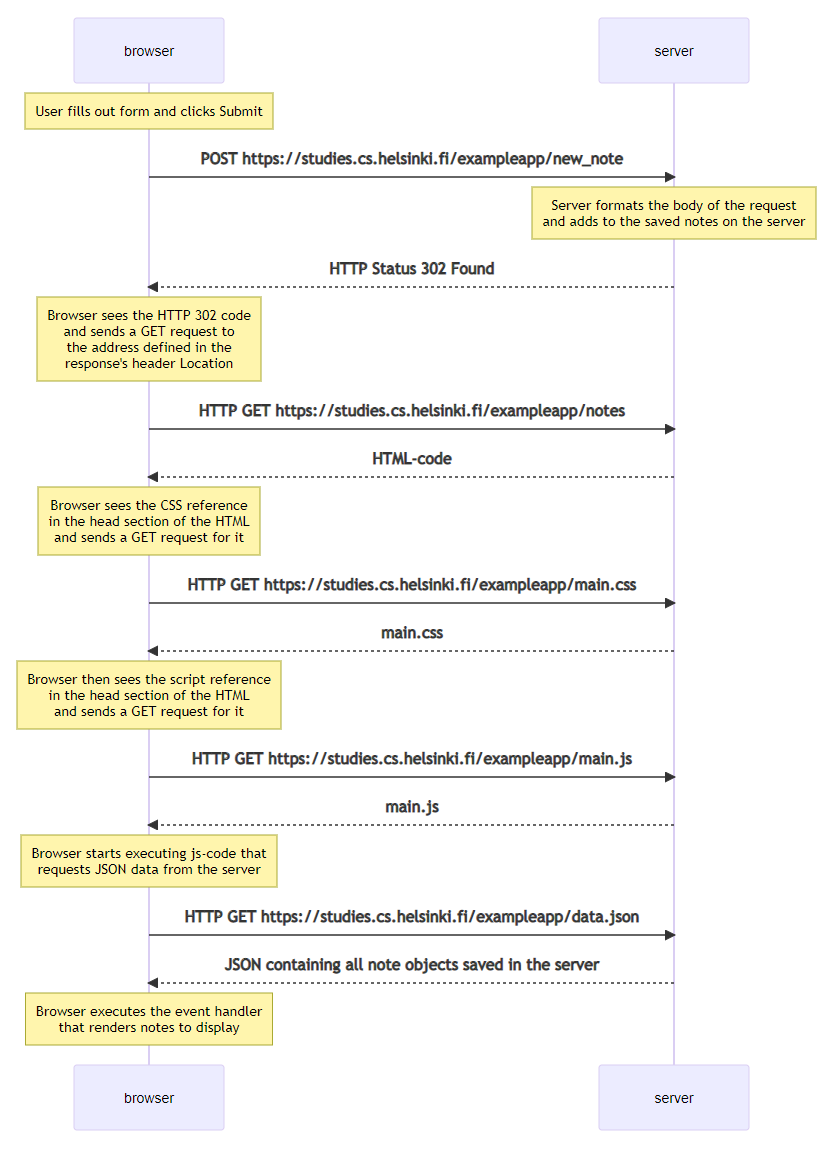 browser
server
User fills out form and clicks Submit
POST https://studies.cs.helsinki.fi/exampleapp/new_note
Server formats the body of the request
and adds to the saved notes on the server
HTTP Status 302 Found
Browser sees the HTTP 302 code
and sends a GET request to
the address defined in the
response's header Location
HTTP GET https://studies.cs.helsinki.fi/exampleapp/notes
HTML-code
Browser sees the CSS reference
in the head section of the HTML
and sends a GET request for it
HTTP GET https://studies.cs.helsinki.fi/exampleapp/main.css
main.css
Browser then sees the script reference
in the head section of the HTML
and sends a GET request for it
HTTP GET https://studies.cs.helsinki.fi/exampleapp/main.js
main.js
Browser starts executing js-code that
requests JSON data from the server
HTTP GET https://studies.cs.helsinki.fi/exampleapp/data.json
JSON containing all note objects saved in the server
Browser executes the event handler
that renders notes to display
browser
server